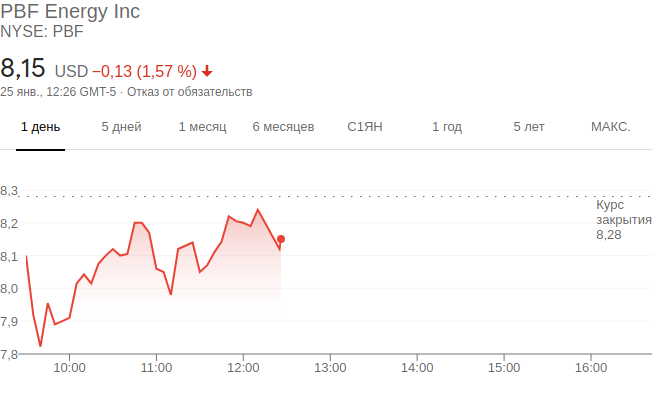 PBF Energy Inc
NYSE: PBF
8,15 USD −0,13 (1,57 %)
25 янв., 12:26 GMT-5 · Отказ от обязательств
1 день 5 дней 1 месяц 6 месяцев С1ЯН 1 год 5 лет МАКС.
8,3
Курс
закрытия
8,28
8,2
8,1
8,0
7,9
7,8
10:00 11:00 12:00 13:00 14:00 15:00 16:00